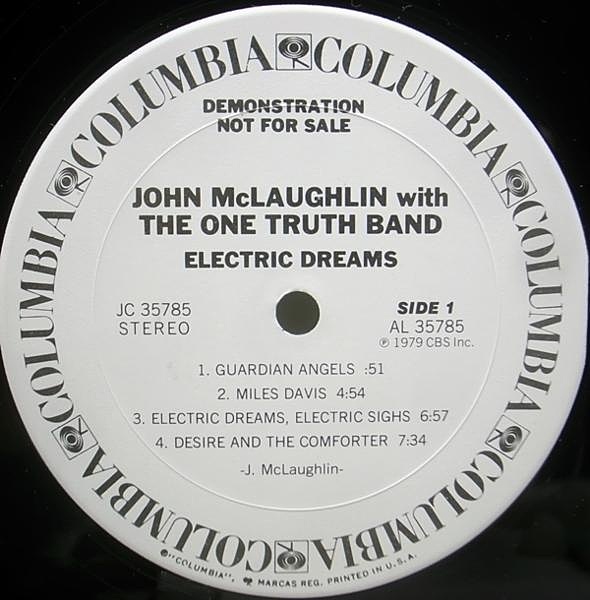 COLUMBIA COLUMBIA COLUMBIA COLUMBIA COLUMBIA COLUMBIA COLUMBIA COLUMBIA
DEMONSTRATION
NOT FOR SALE
JOHN McLAUGHLIN with
THE ONE TRUTH BAND
ELECTRIC DREAMS
JC 35785
STEREO
SIDE 1
AL 35785
℗ 1979 CBS Inc.
1. GUARDIAN ANGELS :51
2. MILES DAVIS 4:54
3. ELECTRIC DREAMS, ELECTRIC SIGHS 6:57
4. DESIRE AND THE COMFORTER 7:34
-J. McLaughlin-
"COLUMBIA", MARCAS REG. PRINTED IN U.S.A.